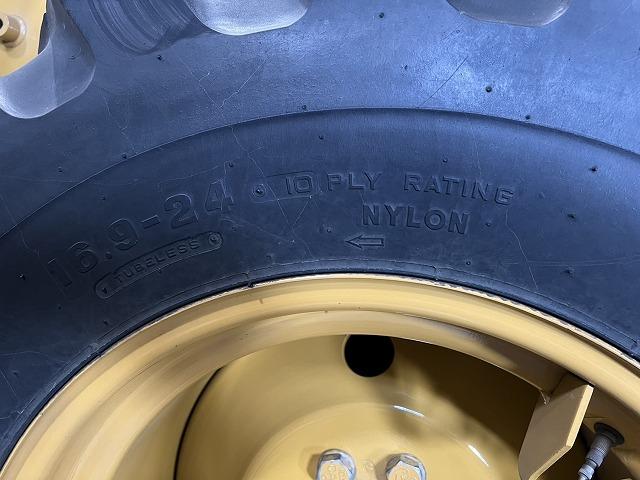 16.9-24 10 PLY RATING
TUBELESS NYLON